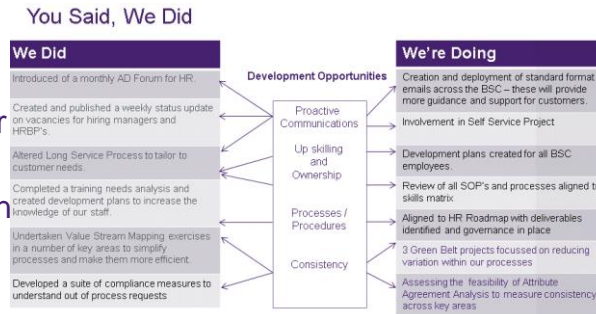 You Said, We Did
We Did
Introduced of a monthly AD Forum for HR.
Created and published a weekly status update
on vacancies for hiring managers and
HRBP's.
Altered Long Service Process to tailor to
customer needs.
Completed a training needs analysis and
created development plans to increase the
knowledge of our staff.
Undertaken Value Stream Mapping exercises
in a number of key areas to simplify
processes and make them more efficient.
Developed a suite of compliance measures to
understand out of process requests
Development Opportunities
Proactive
Communications
Up skilling
and
Ownership
Processes /
Procedures
Consistency
We're Doing
Creation and deployment of standard format
emails across the BSC – these will provide
more guidance and support for customers.
Involvement in Self Service Project
Development plans created for all BSC
employees.
Review of all SOP's and processes aligned
skills matrix
Aligned to HR Roadmap with deliverables
identified and governance in place
3 Green Belt projects focussed on reducing
variation within our processes
Assessing the feasibility of Attribute
Agreement Analysis to measure consistency
across key areas